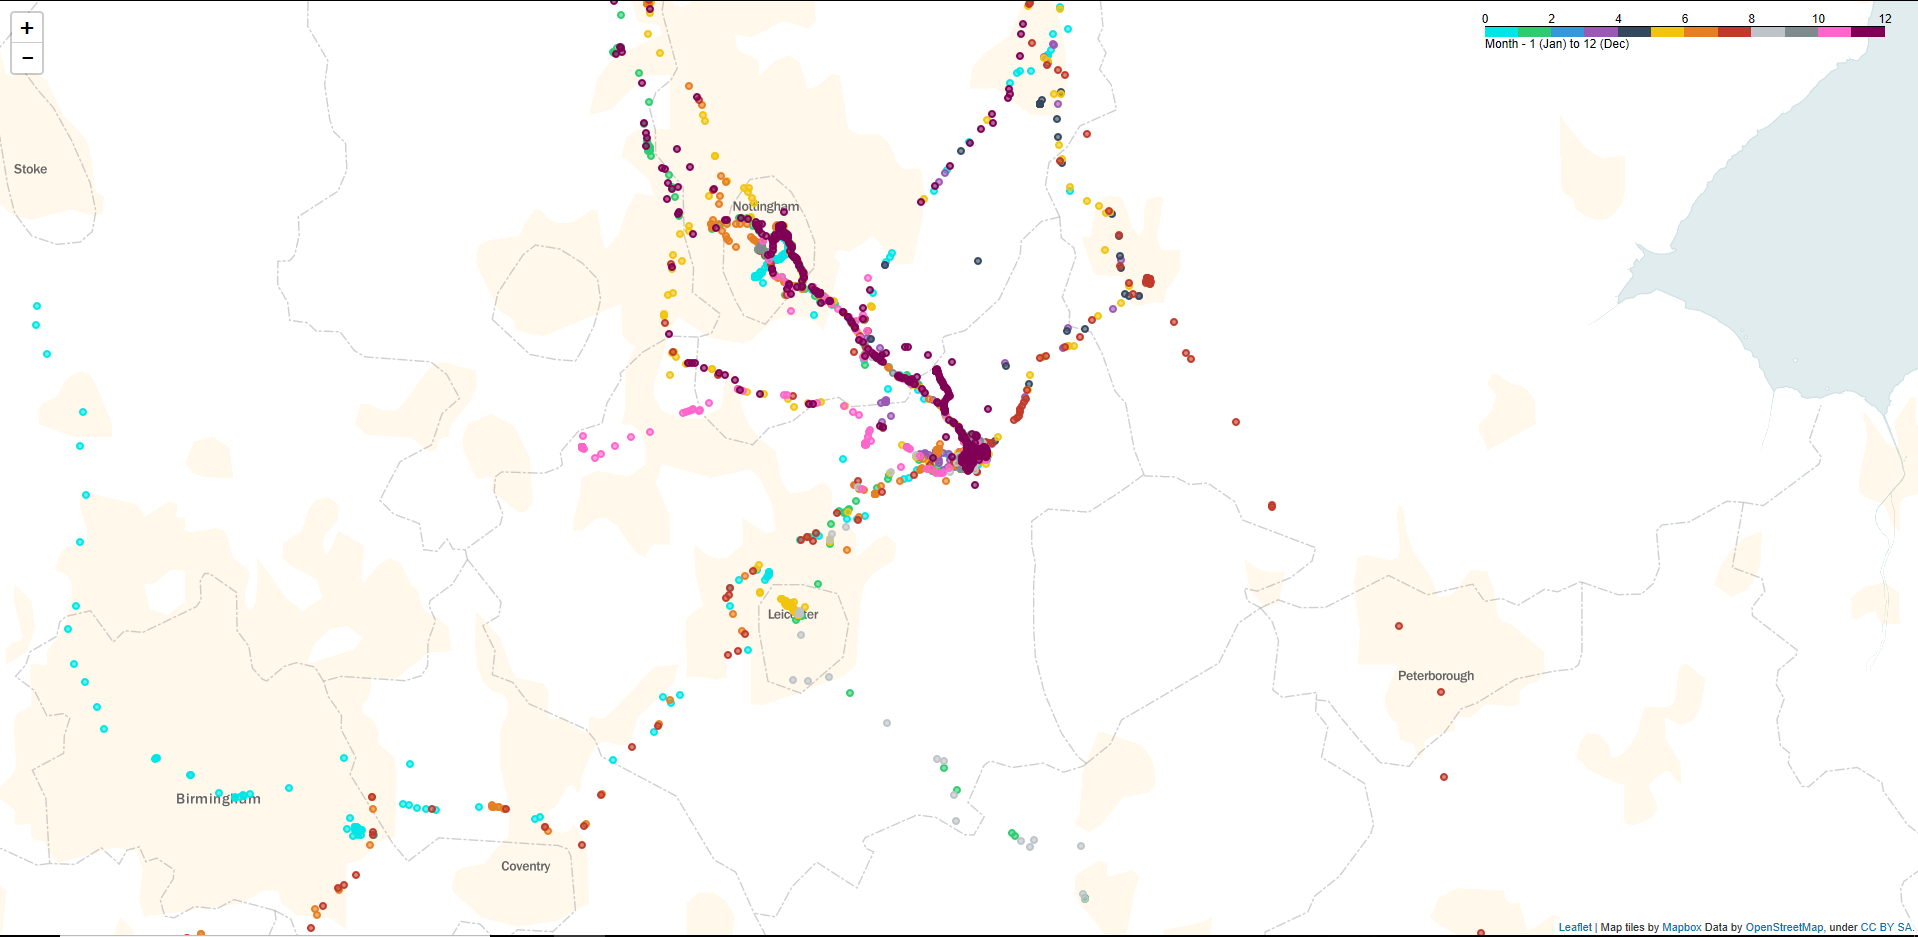 +
−
0 2 4 6 8 10 12
Month - 1 (Jan) to 12 (Dec)
Stoke
Nottingham
Leicester
Peterborough
Birmingham
Coventry
Leaflet | Map tiles by Mapbox Data by OpenStreetMap, under CC BY SA.